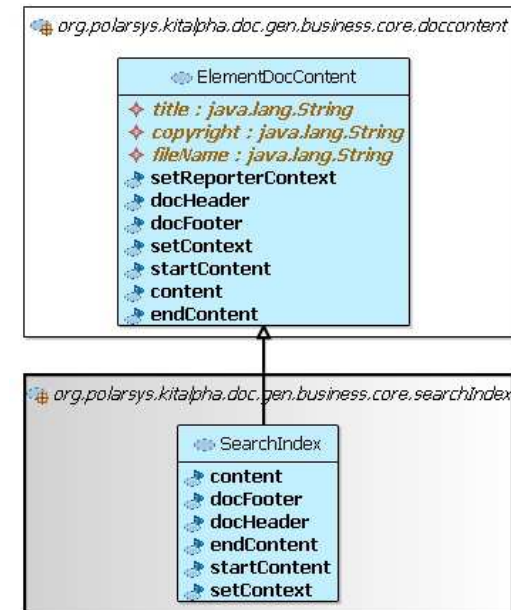 org.polarsys.kitalpha.doc.gen.business.core.doccontent
ElementDocContent
title : java.lang.String
copyright : java.lang.String
fileName : java.lang.String
setReporterContext
docHeader
docFooter
setContext
startContent
content
endContent
org.polarsys.kitalpha.doc.gen.business.core.searchIndex
SearchIndex
content
docFooter
docHeader
endContent
startContent
setContext